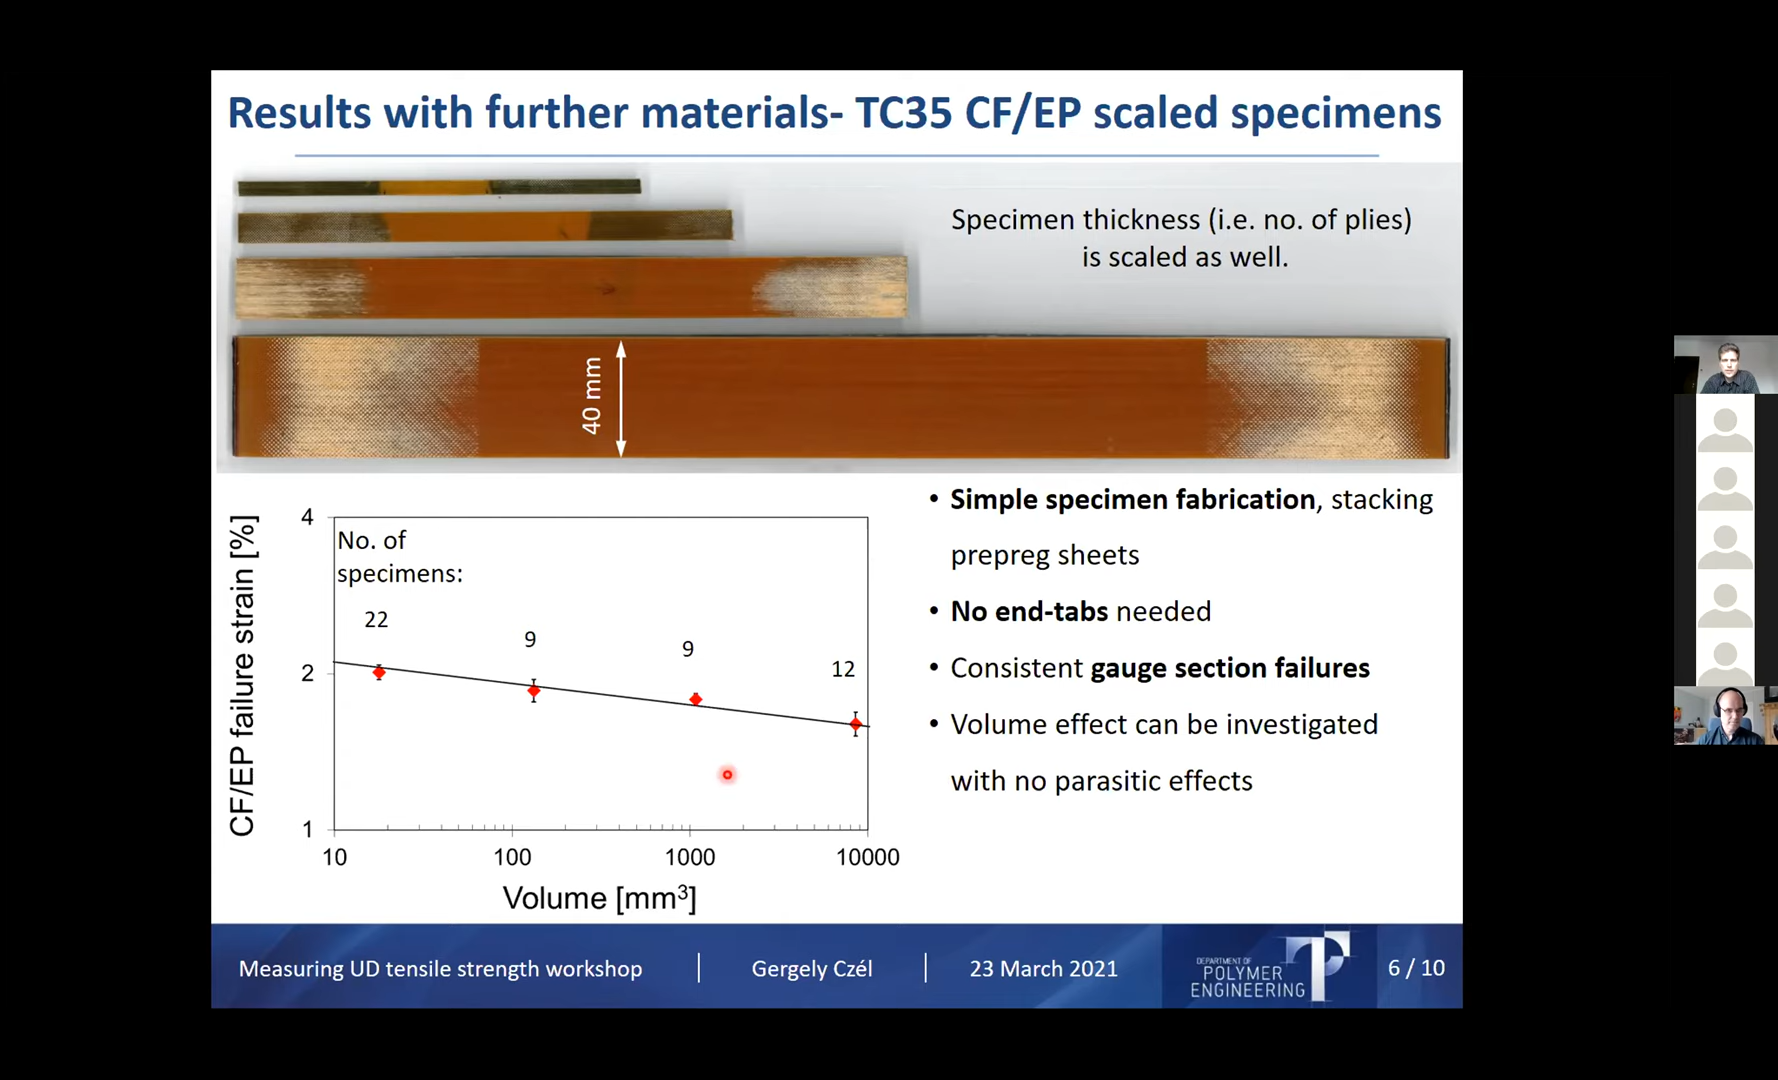 Results with further materials- TC35 CF/EP scaled specimens
Specimen thickness (i.e. no. of plies)
is scaled as well.
40 mm
CF/EP failure strain [%]
4
2
1
No. of
specimens:
22
9
9
12
10
100
1000
10000
Volume [mm³]
• Simple specimen fabrication, stacking
prepreg sheets
• No end-tabs needed
• Consistent gauge section failures
• Volume effect can be investigated
with no parasitic effects
Measuring UD tensile strength workshop
Gergely Czél
23 March 2021
DEPARTMENT OF
POLYMER
ENGINEERING
6 / 10